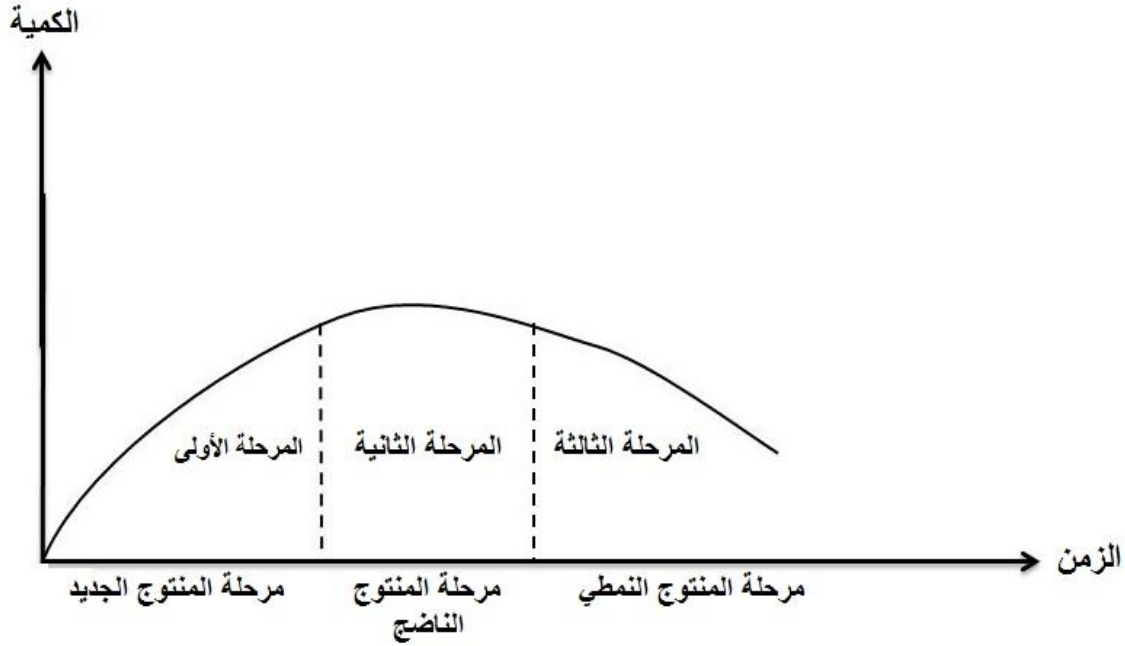 الكمية
المرحلة الأولى
المرحلة الثانية
المرحلة الثالثة
الزمن
مرحلة المنتوج الجديد
مرحلة المنتوج
الناضج
مرحلة المنتوج النمطي